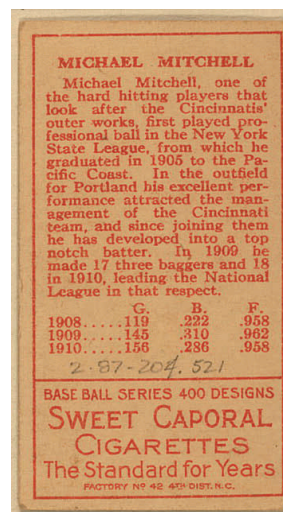 MICHAEL MITCHELL
Michael Mitchell, one of
the hard hitting players that
look after the Cincinnatis'
outer works, first played pro-
fessional ball in the New York
State League, from which he
graduated in 1905 to the Pa-
cific Coast. In the outfield
for Portland his excellent per-
formance attracted the man-
agement of the Cincinnati
team, and since joining them
he has developed into a top
notch batter. In 1909 he
made 17 three baggers and 18
in 1910, leading the National
League in that respect.
G. B. F.
1908.....119 .222 .958
1909.....145 .310 .962
1910.....156 .286 .958
2-87-204.521
BASE BALL SERIES 400 DESIGNS
SWEET CAPORAL
CIGARETTES
The Standard for Years
FACTORY Nº 42 4TH DIST. N.C.